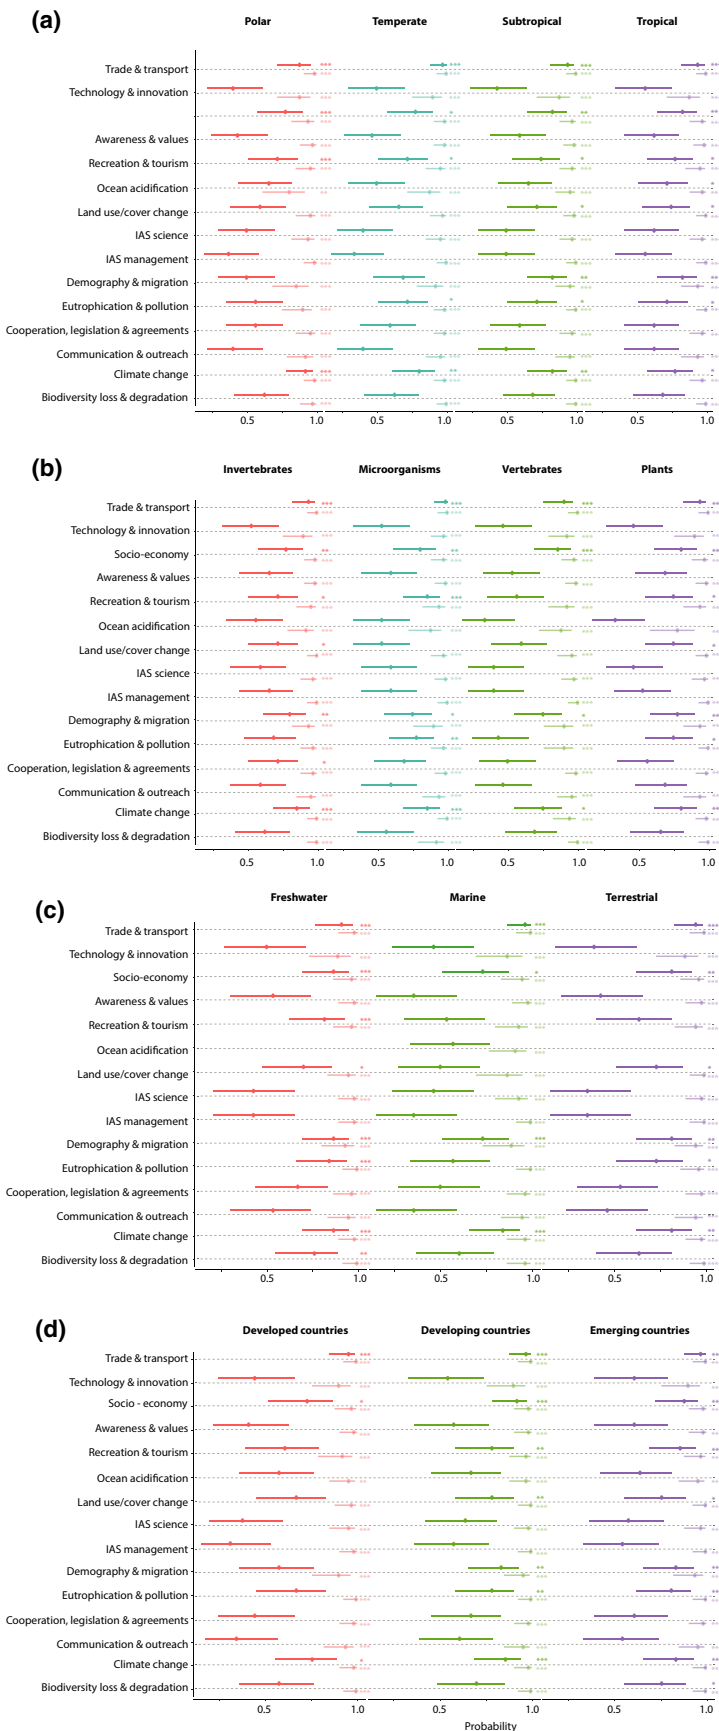 (a)
Polar Temperate Subtropical Tropical
Trade & transport
Technology & innovation
Awareness & values
Recreation & tourism
Ocean acidification
Land use/cover change
IAS science
IAS management
Demography & migration
Eutrophication & pollution
Cooperation, legislation & agreements
Communication & outreach
Climate change
Biodiversity loss & degradation
0.5 1.0 0.5 1.0 0.5 1.0 0.5 1.0
(b)
Invertebrates Microorganisms Vertebrates Plants
Trade & transport
Technology & innovation
Socio-economy
Awareness & values
Recreation & tourism
Ocean acidification
Land use/cover change
IAS science
IAS management
Demography & migration
Eutrophication & pollution
Cooperation, legislation & agreements
Communication & outreach
Climate change
Biodiversity loss & degradation
0.5 1.0 0.5 1.0 0.5 1.0 0.5 1.0
(c)
Freshwater Marine Terrestrial
Trade & transport
Technology & innovation
Socio-economy
Awareness & values
Recreation & tourism
Ocean acidification
Land use/cover change
IAS science
IAS management
Demography & migration
Eutrophication & pollution
Cooperation, legislation & agreements
Communication & outreach
Climate change
Biodiversity loss & degradation
0.5 1.0 0.5 1.0 0.5 1.0
(d)
Developed countries Developing countries Emerging countries
Trade & transport
Technology & innovation
Socio - economy
Awareness & values
Recreation & tourism
Ocean acidification
Land use/cover change
IAS science
IAS management
Demography & migration
Eutrophication & pollution
Cooperation, legislation & agreements
Communication & outreach
Climate change
Biodiversity loss & degradation
0.5 1.0 0.5 1.0 0.5 1.0
Probability